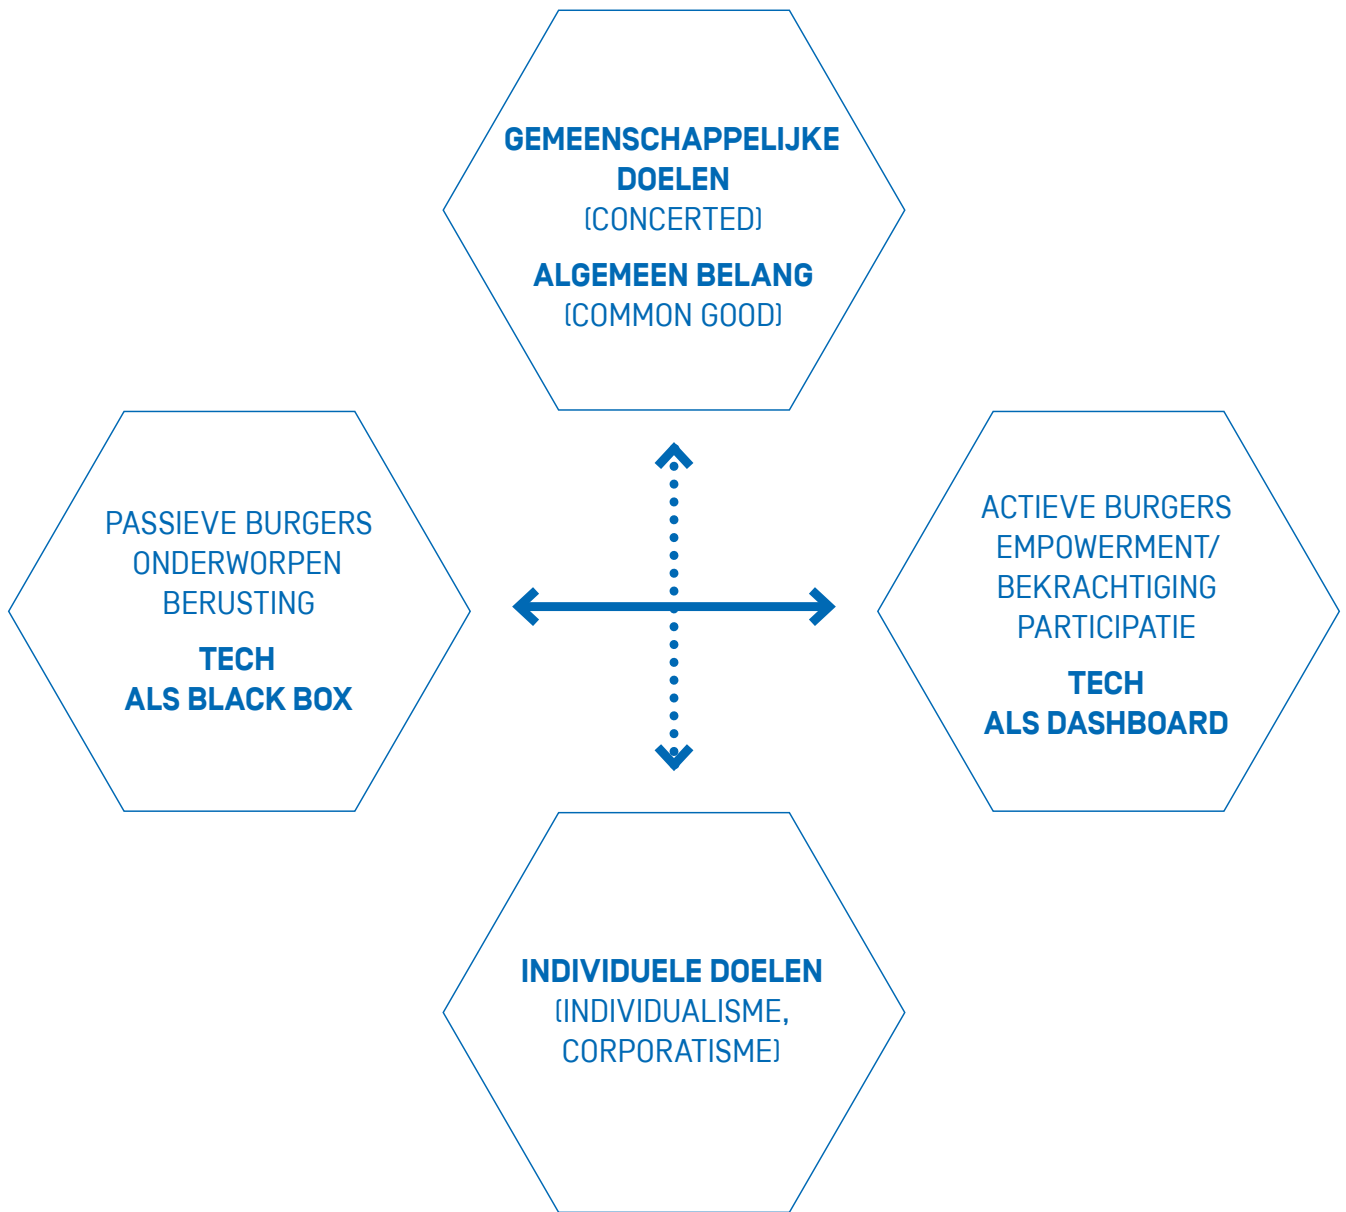 GEMEENSCHAPPELIJKE
DOELEN
(CONCERTED)
ALGEMEEN BELANG
(COMMON GOOD)
PASSIEVE BURGERS
ONDERWORPEN
BERUSTING
TECH
ALS BLACK BOX
ACTIEVE BURGERS
EMPOWERMENT/
BEKRACHTIGING
PARTICIPATIE
TECH
ALS DASHBOARD
INDIVIDUELE DOELEN
(INDIVIDUALISME,
CORPORATISME)